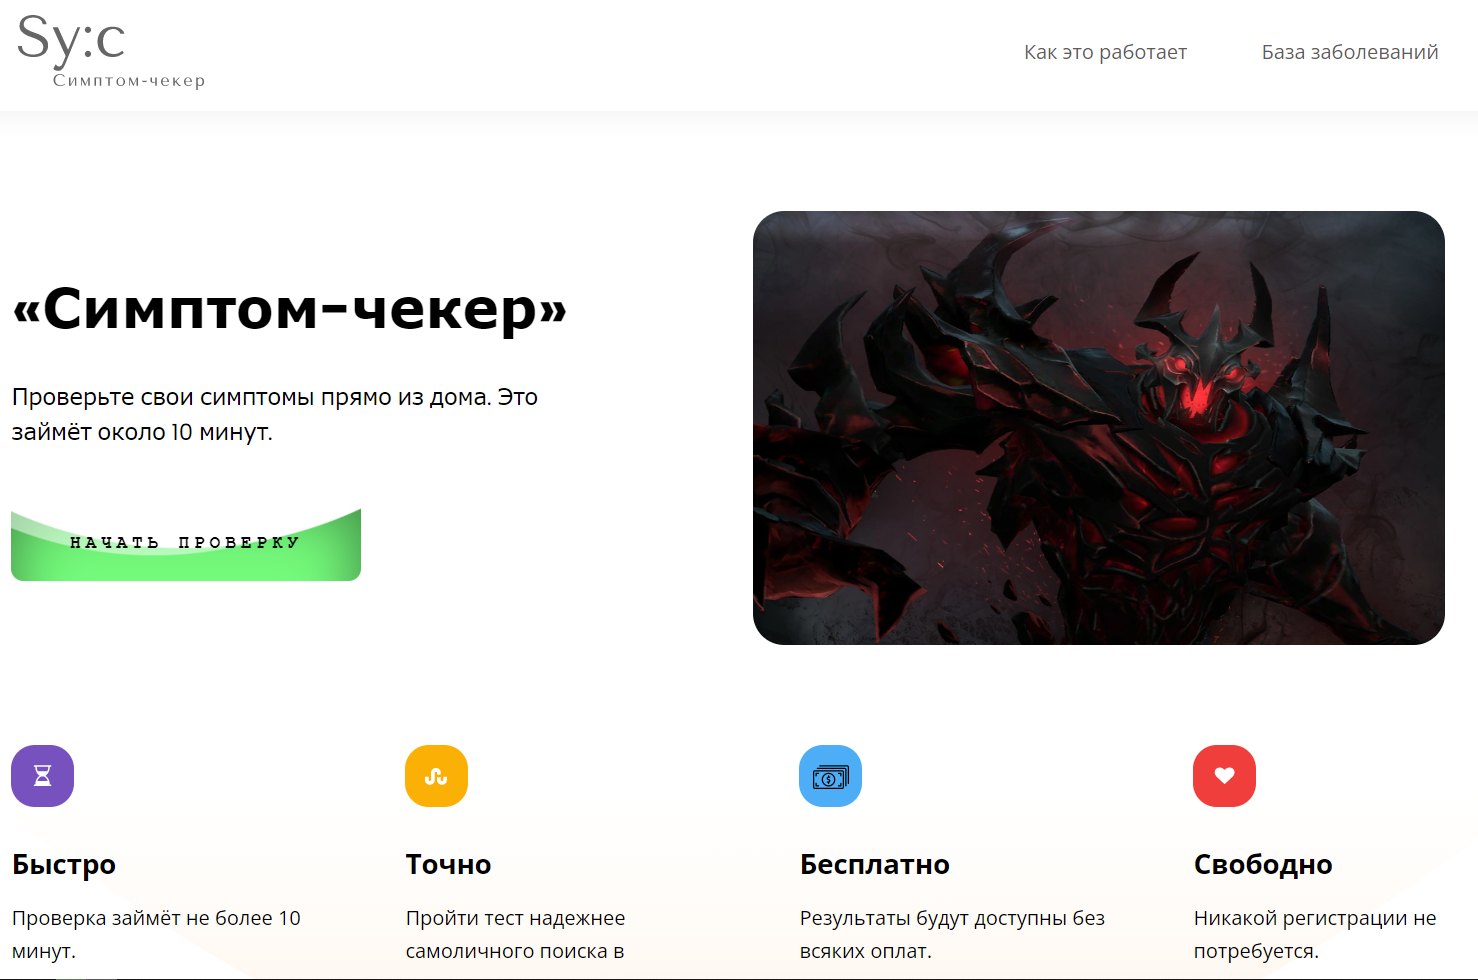 Sy:c
Симптом-чекер
Как это работает
База заболеваний
«Симптом-чекер»
Проверьте свои симптомы прямо из дома. Это
займёт около 10 минут.
НАЧАТЬ ПРОВЕРКУ
Быстро
Проверка займёт не более 10
минут.
Точно
Пройти тест надежнее
самоличного поиска в
Бесплатно
Результаты будут доступны без
всяких оплат.
Свободно
Никакой регистрации не
потребуется.